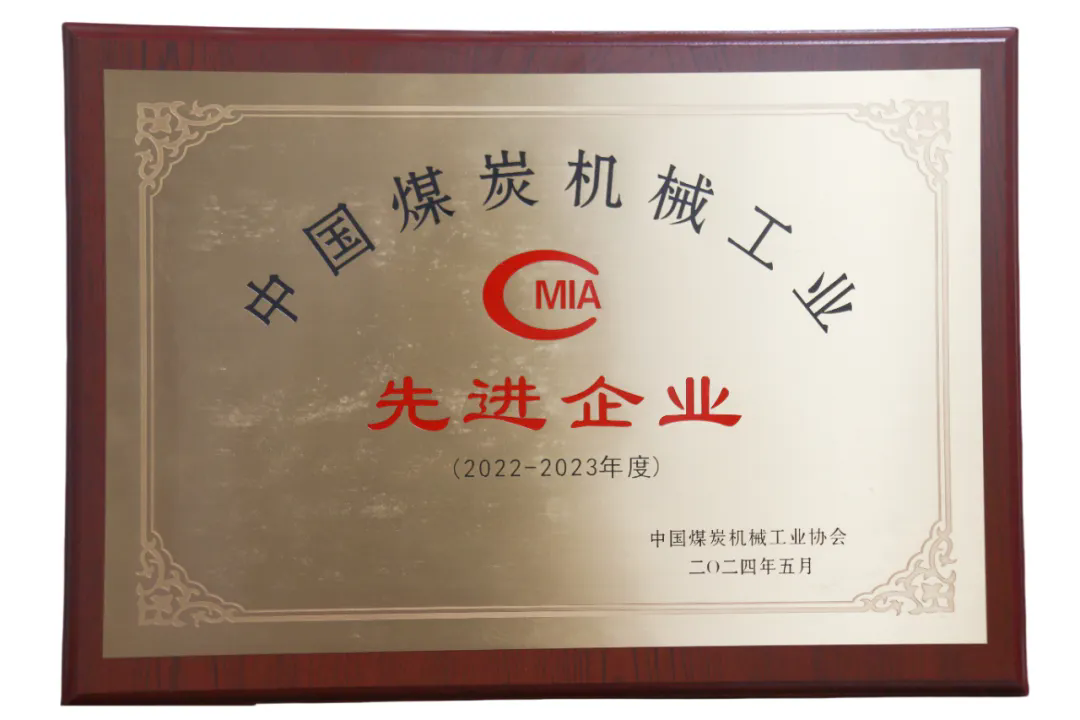 中国煤炭机械工业
CMIA
先进企业
(2022-2023年度)
中国煤炭机械工业协会
二〇二四年五月